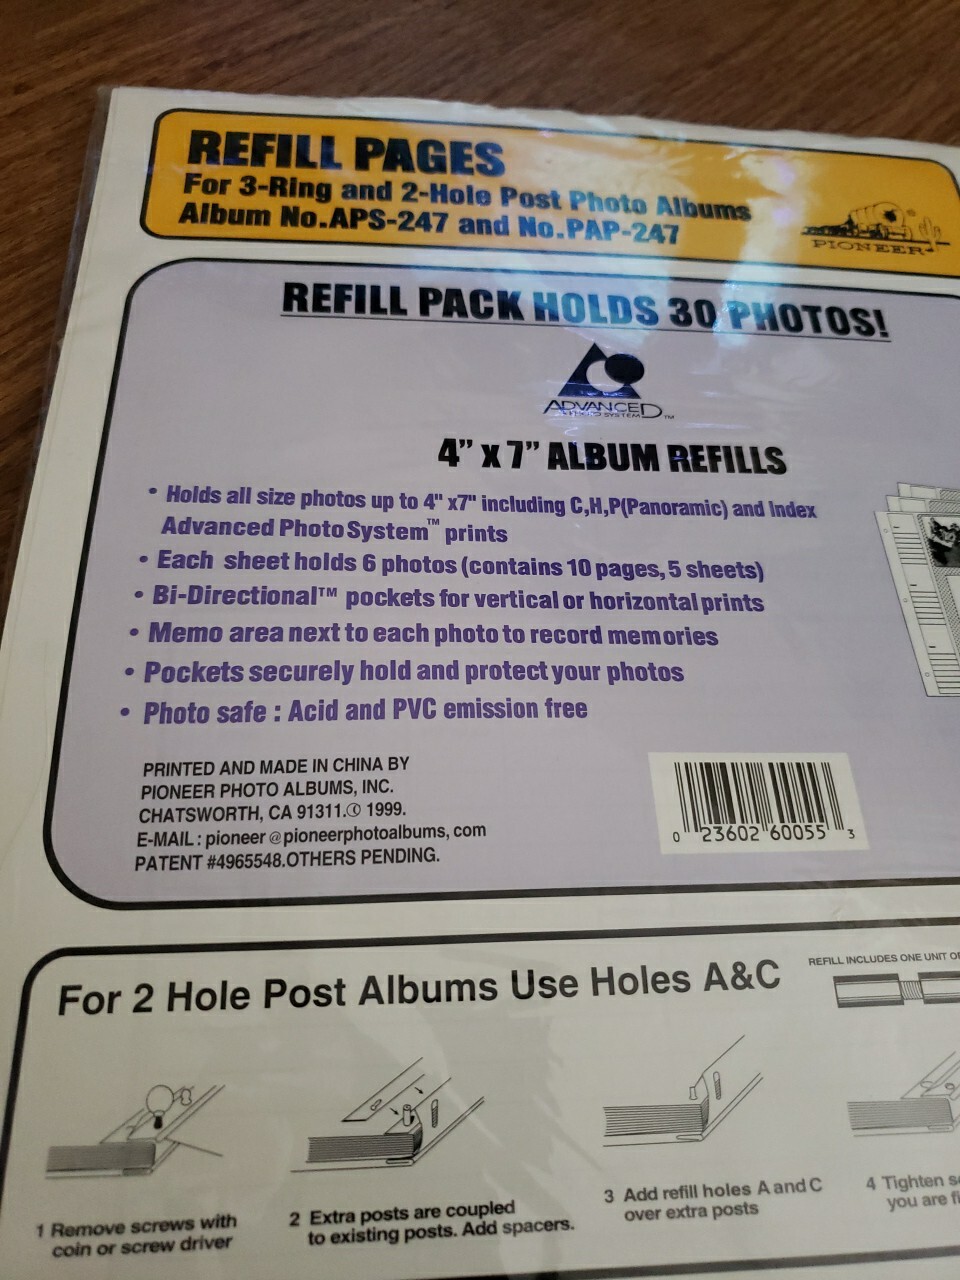 REFILL PAGES
For 3-Ring and 2-Hole Post Photo Albums
Album No.APS-247 and No.PAP-247
PIONEER
REFILL PACK HOLDS 30 PHOTOS!
ADVANCED™
PHOTO SYSTEM
4” x 7” ALBUM REFILLS
• Holds all size photos up to 4" x7" including C,H,P(Panoramic) and Index
Advanced Photo System™ prints
• Each sheet holds 6 photos (contains 10 pages, 5 sheets)
• Bi-Directional™ pockets for vertical or horizontal prints
• Memo area next to each photo to record memories
• Pockets securely hold and protect your photos
• Photo safe : Acid and PVC emission free
PRINTED AND MADE IN CHINA BY
PIONEER PHOTO ALBUMS, INC.
CHATSWORTH, CA 91311.© 1999.
E-MAIL : pioneer @ pioneerphotoalbums, com
PATENT #4965548.OTHERS PENDING.
0 23602 60055 3
For 2 Hole Post Albums Use Holes A&C
REFILL INCLUDES ONE UNIT
1 Remove screws with
coin or screw driver
2 Extra posts are coupled
to existing posts. Add spacers.
3 Add refill holes A and C
over extra posts
4 Tighten
you are